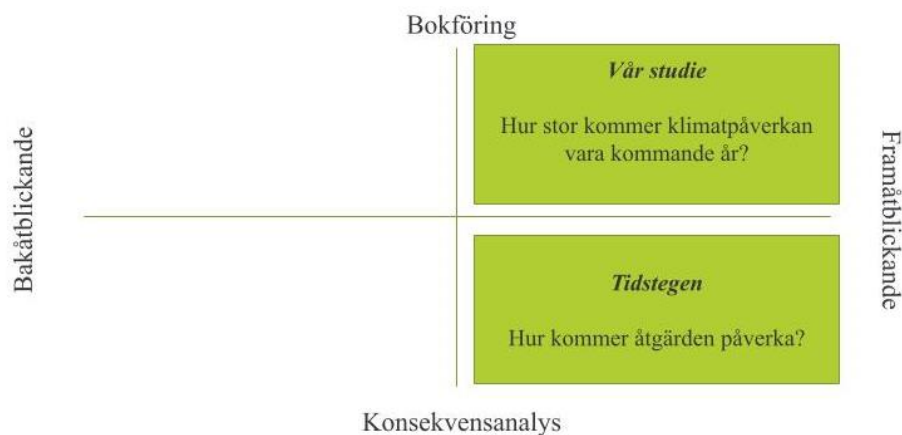 Bokföring
Vår studie
Hur stor kommer klimatpåverkan
vara kommande år?
Bakåtblickande
Framåtblickande
Tidstegen
Hur kommer åtgärden påverka?
Konsekvensanalys